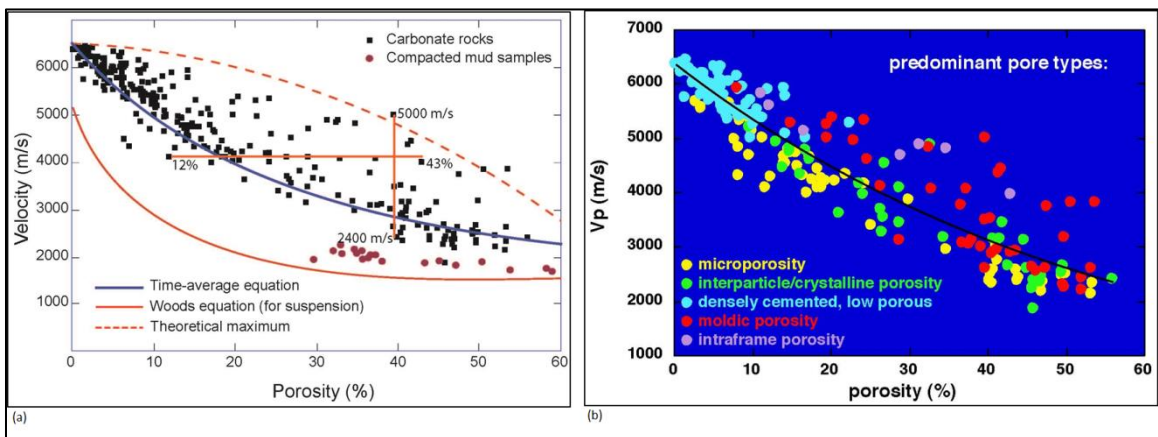 Carbonate rocks
Compacted mud samples
6000
5000
4000
3000
2000
1000
Velocity (m/s)
5000 m/s
12%
43%
2400 m/s
Time-average equation
Woods equation (for suspension)
Theoretical maximum
0
10
20
30
40
50
60
Porosity (%)
(a)
7000
6000
5000
4000
3000
2000
1000
Vp (m/s)
predominant pore types:
microporosity
interparticle/crystalline porosity
densely cemented, low porous
moldic porosity
intraframe porosity
0
10
20
30
40
50
60
porosity (%)
(b)